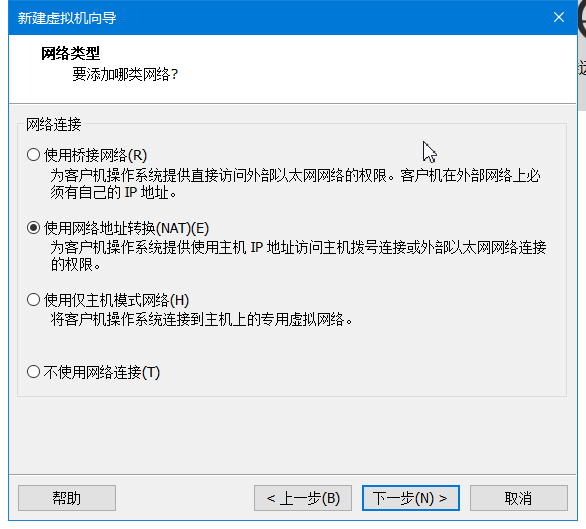 新建虚拟机向导
网络类型
要添加哪类网络?
网络连接
使用桥接网络(R)
为客户机操作系统提供直接访问外部以太网网络的权限。客户机在外部网络上必
须有自己的 IP 地址。
使用网络地址转换(NAT)(E)
为客户机操作系统提供使用主机 IP 地址访问主机拨号连接或外部以太网网络连接
的权限。
使用仅主机模式网络(H)
将客户机操作系统连接到主机上的专用虚拟网络。
不使用网络连接(T)
帮助
< 上一步(B)
下一步(N) >
取消